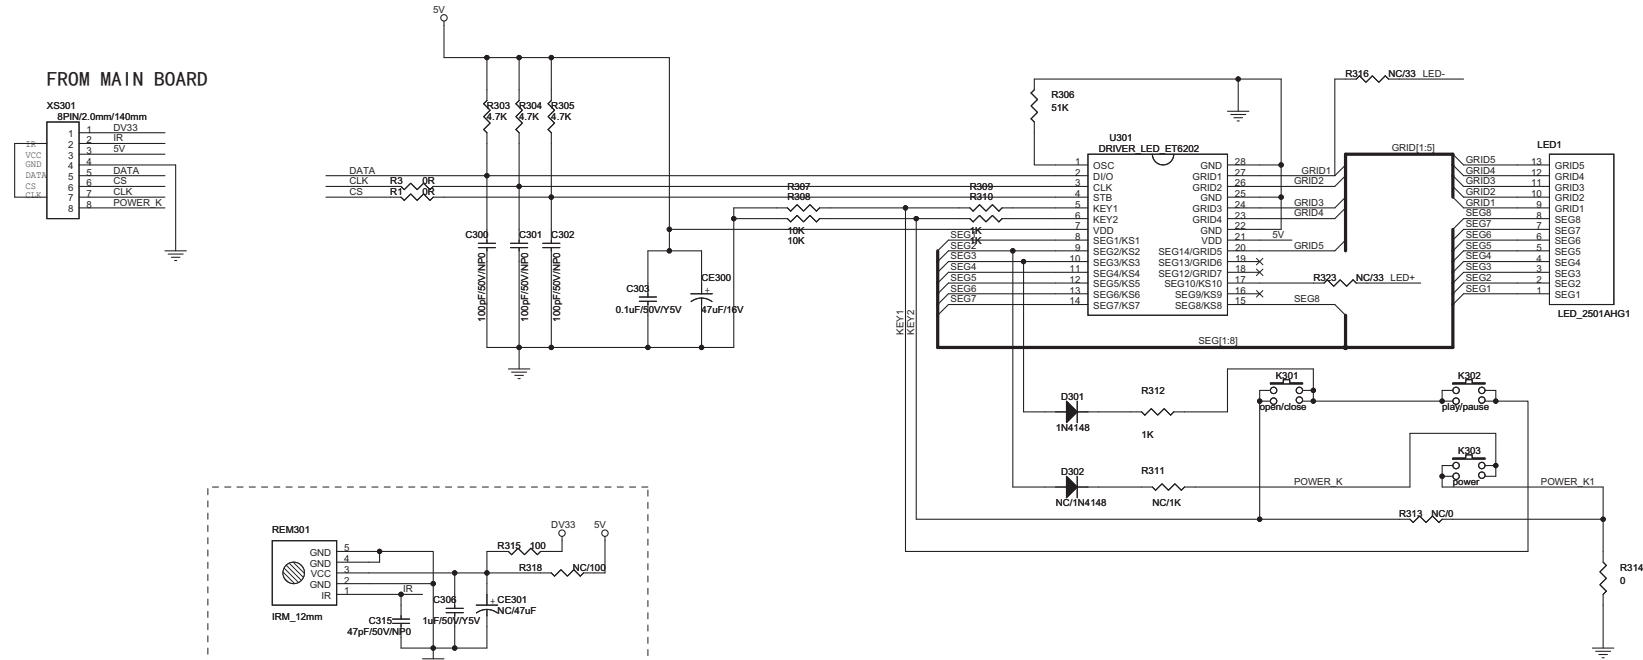 5V
FROM MAIN BOARD
XS301
8PIN/2.0mm/140mm
1 1 DV33
IR 2 2 IR
VCC 3 3 5V
GND 4 4
DATA 5 5 DATA
CS 6 6 CS
CLK 7 7 CLK
8 8 POWER_K
R303 R304 R305
4.7K 4.7K 4.7K
DATA
CLK R3 0R
CS R1 0R
C300 C301 C302
100pF/50V/NP0 100pF/50V/NP0 100pF/50V/NP0
C303
0.1uF/50V/Y5V
CE300
+
47uF/16V
R307
R308
10K
10K
R309
R310
1K
1K
R306
51K
U301
DRIVER_LED_ET6202
1 OSC GND 28
2 DI/O GRID1 27 GRID1
3 CLK GRID2 26 GRID2
4 STB GND 25
5 KEY1 GRID3 24 GRID3
6 KEY2 GRID4 23 GRID4
7 VDD GND 22
SEG1 8 SEG1/KS1 VDD 21 5V
SEG2 9 SEG2/KS2 SEG14/GRID5 20 GRID5
SEG3 10 SEG3/KS3 SEG13/GRID6 19
SEG4 11 SEG4/KS4 SEG12/GRID7 18
SEG5 12 SEG5/KS5 SEG10/KS10 17 R323 NC/33 LED+
SEG6 13 SEG6/KS6 SEG9/KS9 16
SEG7 14 SEG7/KS7 SEG8/KS8 15 SEG8
R316 NC/33 LED-
GRID[1:5]
SEG[1:8]
LED1
GRID5 13 GRID5
GRID4 12 GRID4
GRID3 11 GRID3
GRID2 10 GRID2
GRID1 9 GRID1
SEG8 8 SEG8
SEG7 7 SEG7
SEG6 6 SEG6
SEG5 5 SEG5
SEG4 4 SEG4
SEG3 3 SEG3
SEG2 2 SEG2
SEG1 1 SEG1
LED_2501AHG1
KEY1
KEY2
D301
1N4148
R312
1K
K301
open/close
K302
play/pause
D302
NC/1N4148
R311
NC/1K
POWER_K
K303
power
POWER_K1
R313 NC/0
R314
0
REM301
GND 5
GND 4
VCC 3
GND 2
IR 1 IR
IRM_12mm
DV33 5V
R315 100
R318 NC/100
C315
47pF/50V/NP0
C306
1uF/50V/Y5V
+ CE301
NC/47uF